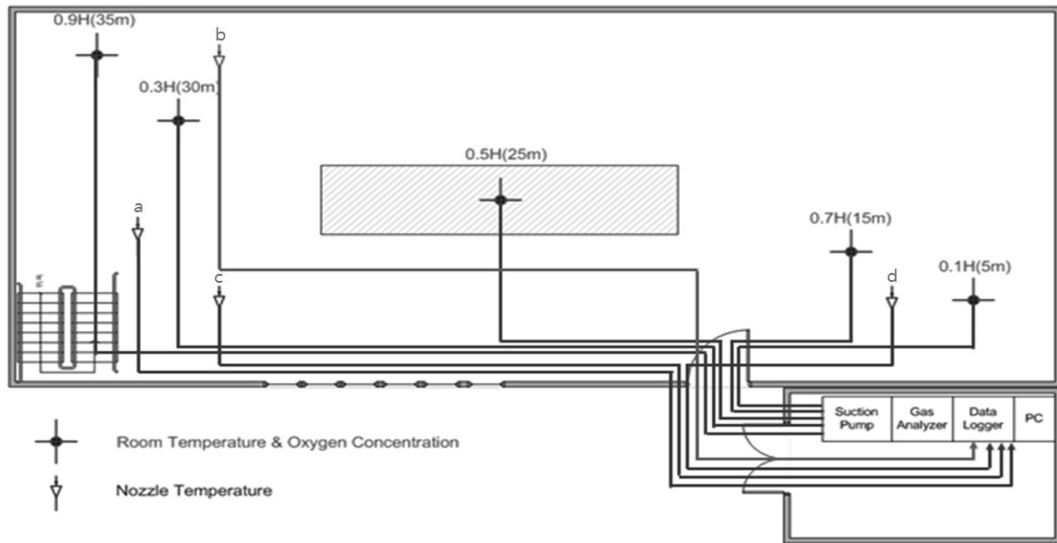 0.9H(35m)
b
0.3H(30m)
0.5H(25m)
a
0.7H(15m)
c
d
0.1H(5m)
Suction
Pump
Gas
Analyzer
Data
Logger
PC
Room Temperature & Oxygen Concentration
Nozzle Temperature